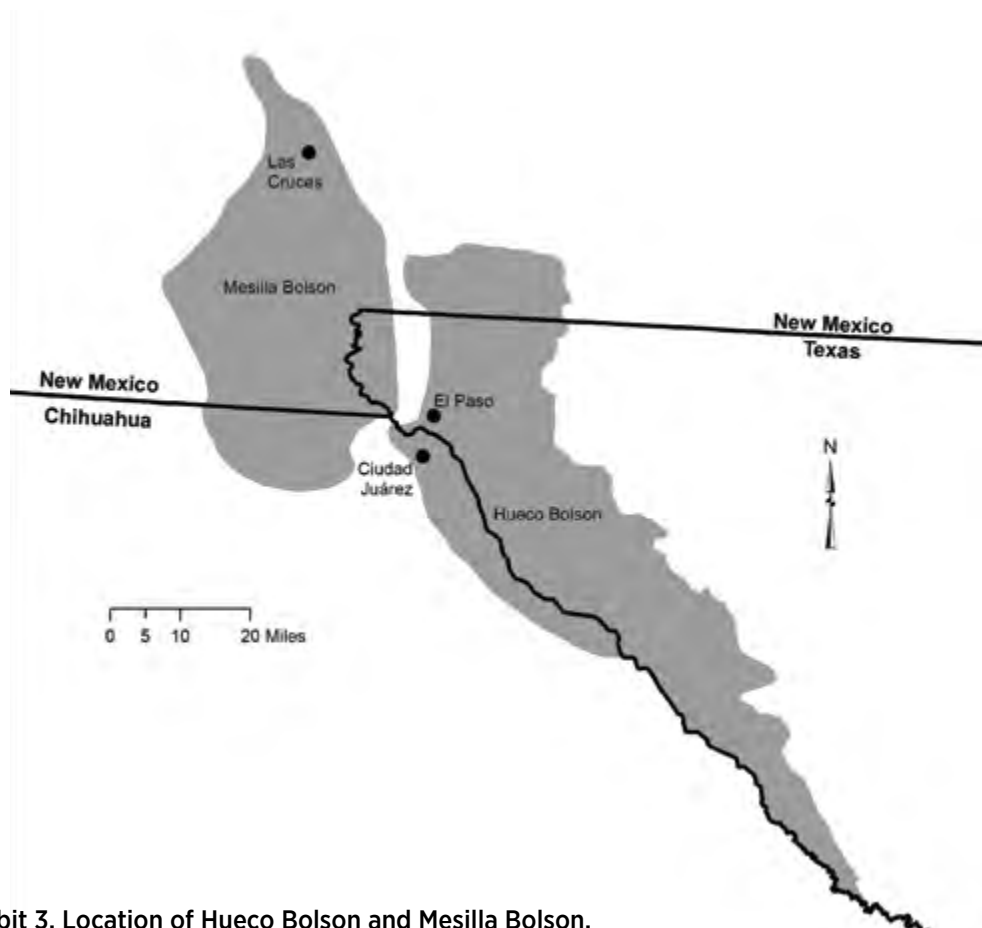 Las
Cruces
Mesilla Bolson
New Mexico
Texas
New Mexico
Chihuahua
El Paso
N
Ciudad
Juárez
Hueco Bolson
0 5 10 20 Miles
bit 3. Location of Hueco Bolson and Mesilla Bolson.